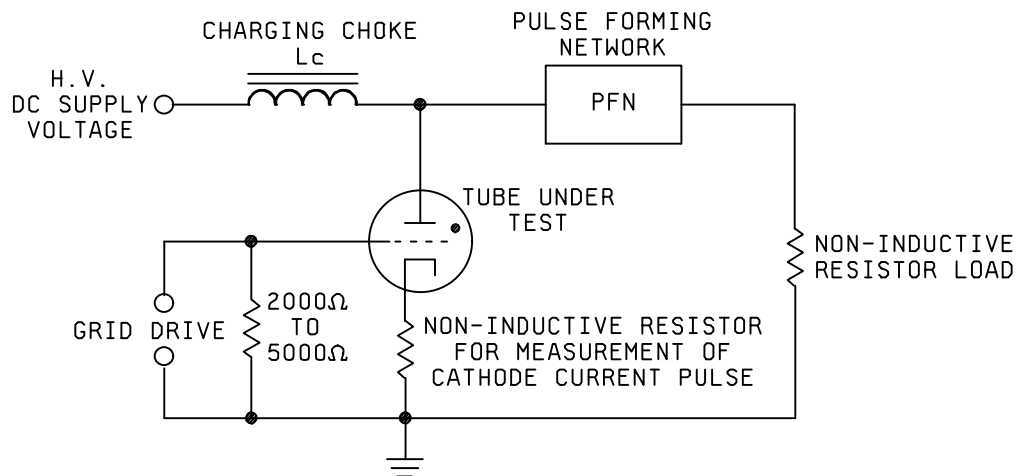 CHARGING CHOKE
Lc
PULSE FORMING
NETWORK
H.V.
DC SUPPLY
VOLTAGE
PFN
TUBE UNDER
TEST
NON-INDUCTIVE
RESISTOR LOAD
GRID DRIVE
2000Ω
TO
5000Ω
NON-INDUCTIVE RESISTOR
FOR MEASUREMENT OF
CATHODE CURRENT PULSE